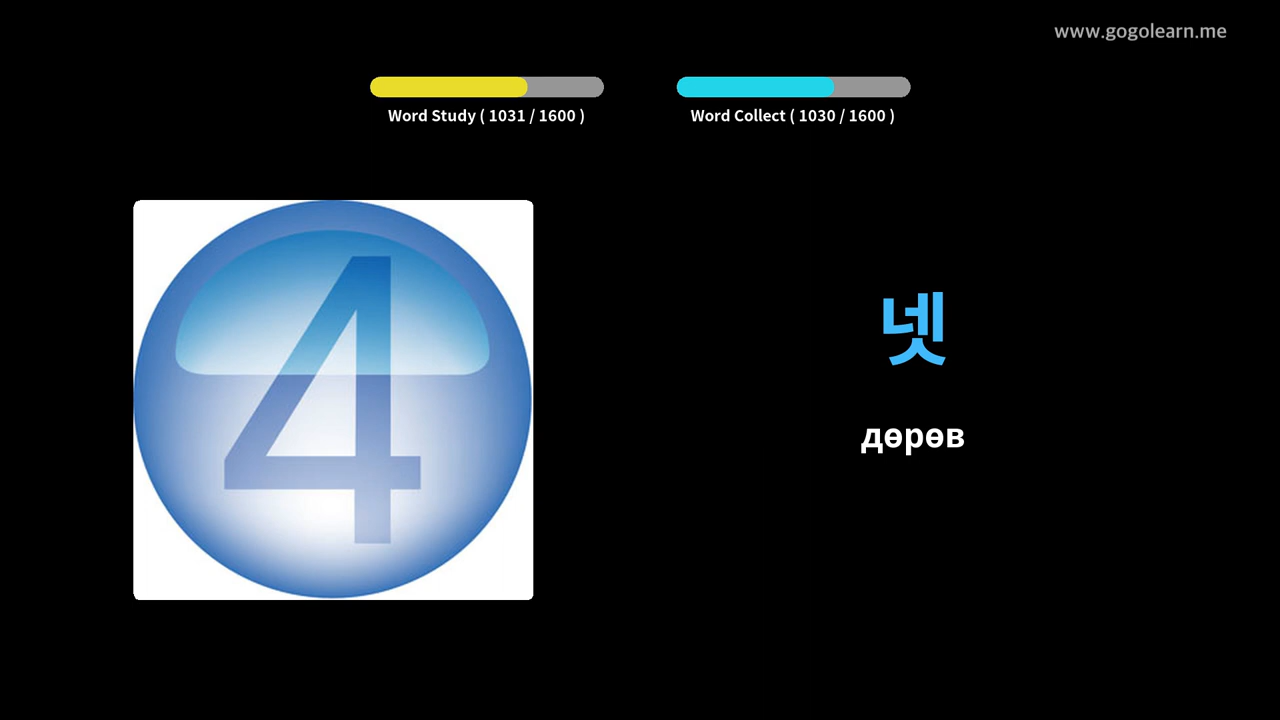 www.gogolearn.me
Word Study ( 1031 / 1600 )
Word Collect ( 1030 / 1600 )
4
넷
дөрөв